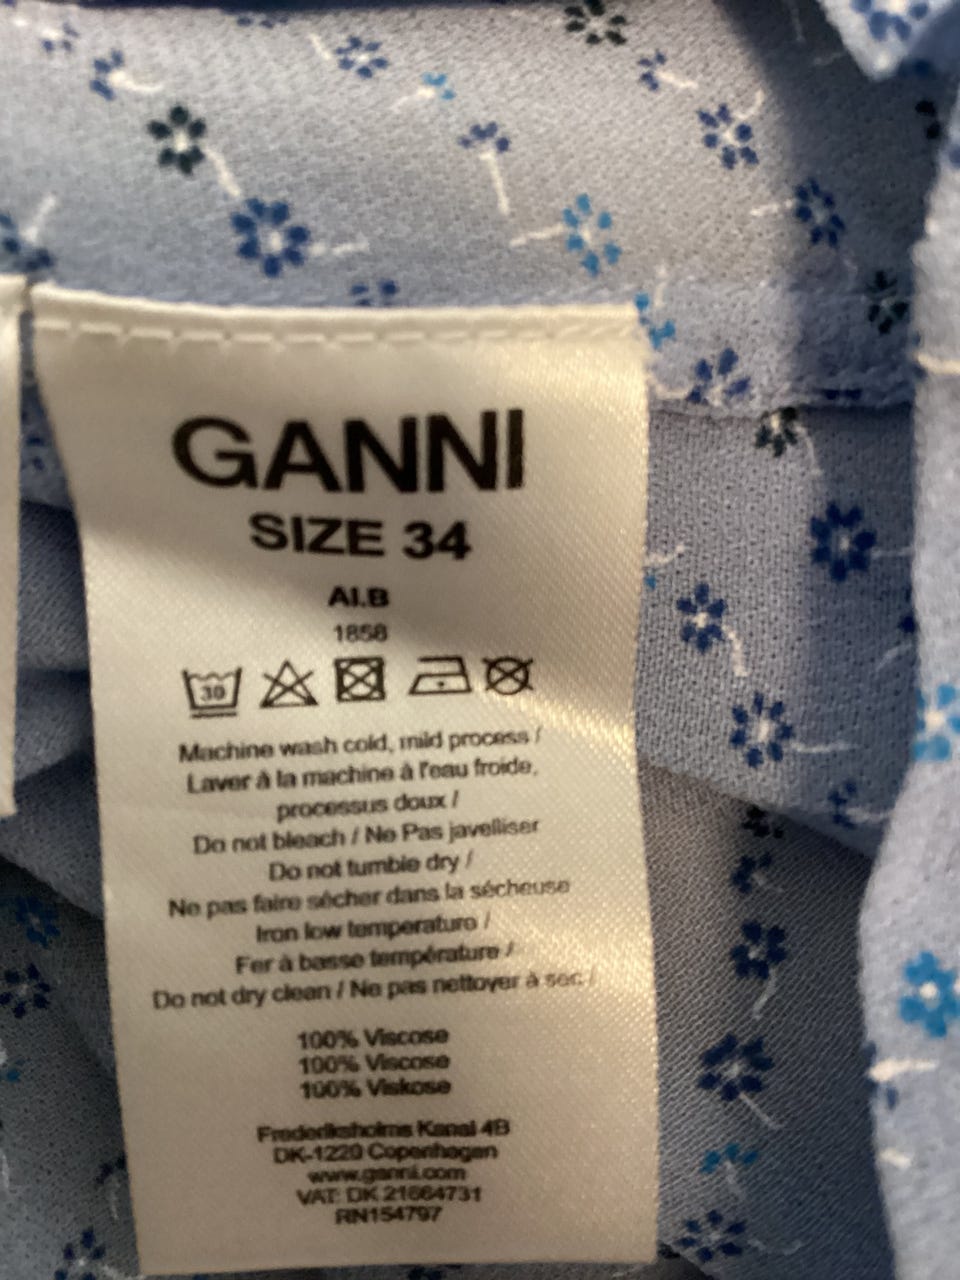 GANNI
SIZE 34
AI.B
1858
30
Machine wash cold, mild process /
Laver à la machine à l'eau froide,
processus doux /
Do not bleach / Ne Pas javelliser
Do not tumble dry /
Ne pas faire sécher dans la sécheuse
Iron low temperature /
Fer à basse température /
Do not dry clean / Ne pas nettoyer à sec /
100% Viscose
100% Viscose
100% Viskose
Frederiksholms Kanal 4B
DK-1220 Copenhagen
www.ganni.com
VAT: DK 21664731
RN154797